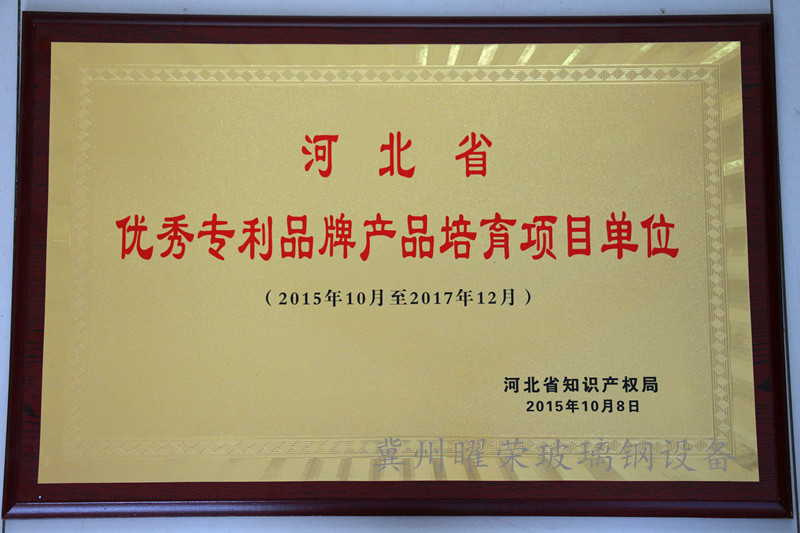 河北省
优秀专利品牌产品培育项目单位
（2015年10月至2017年12月）
河北省知识产权局
2015年10月8日
冀州曜荣玻璃钢设备